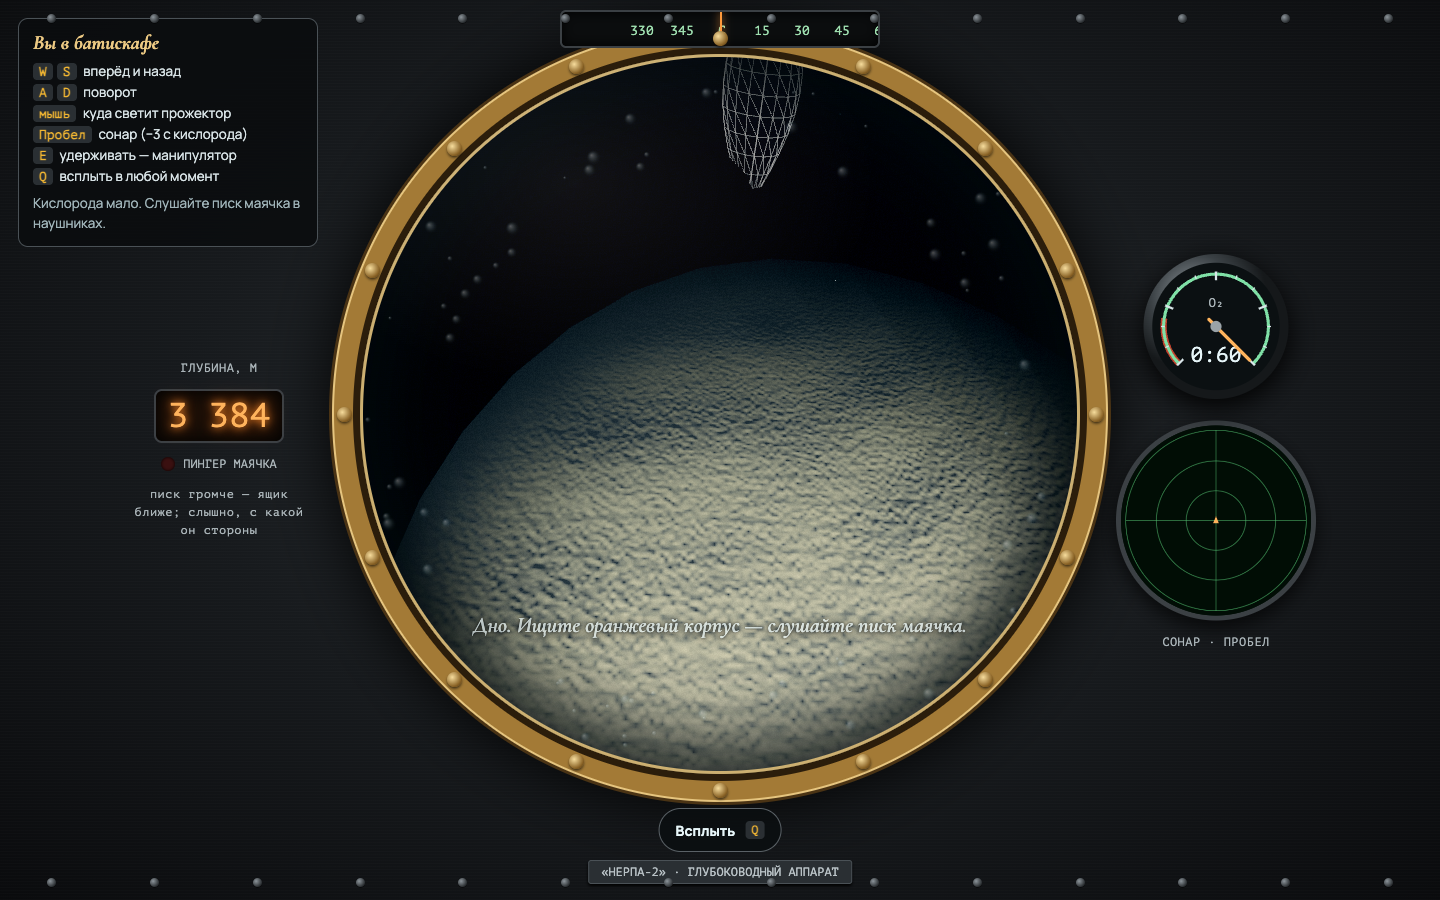 Вы в батискафе
W S вперёд и назад
A D поворот
мышь куда светит прожектор
Пробел сонар (−3 с кислорода)
E удерживать — манипулятор
Q всплыть в любой момент
Кислорода мало. Слушайте писк маячка в
наушниках.
330 345 15 30 45
ГЛУБИНА, М
3 384
ПИНГЕР МАЯЧКА
писк громче — ящик
ближе; слышно, с какой
он стороны
O₂
0:60
СОНАР · ПРОБЕЛ
Дно. Ищите оранжевый корпус — слушайте писк маячка.
Всплыть Q
«НЕРПА-2» · ГЛУБОКОВОДНЫЙ АППАРАТ